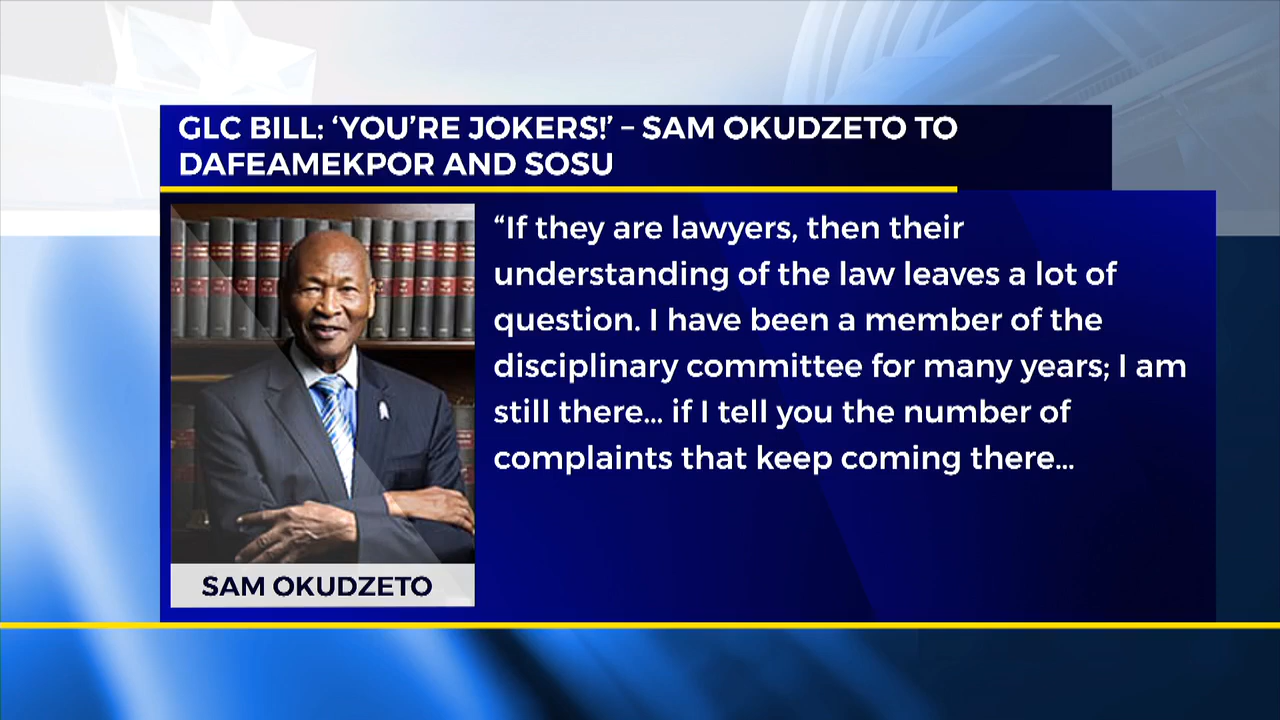 GLC BILL: ‘YOU’RE JOKERS!’ – SAM OKUDZETO TO
DAFEAMEKPOR AND SOSU
“If they are lawyers, then their
understanding of the law leaves a lot of
question. I have been a member of the
disciplinary committee for many years; I am
still there... if I tell you the number of
complaints that keep coming there...
SAM OKUDZETO